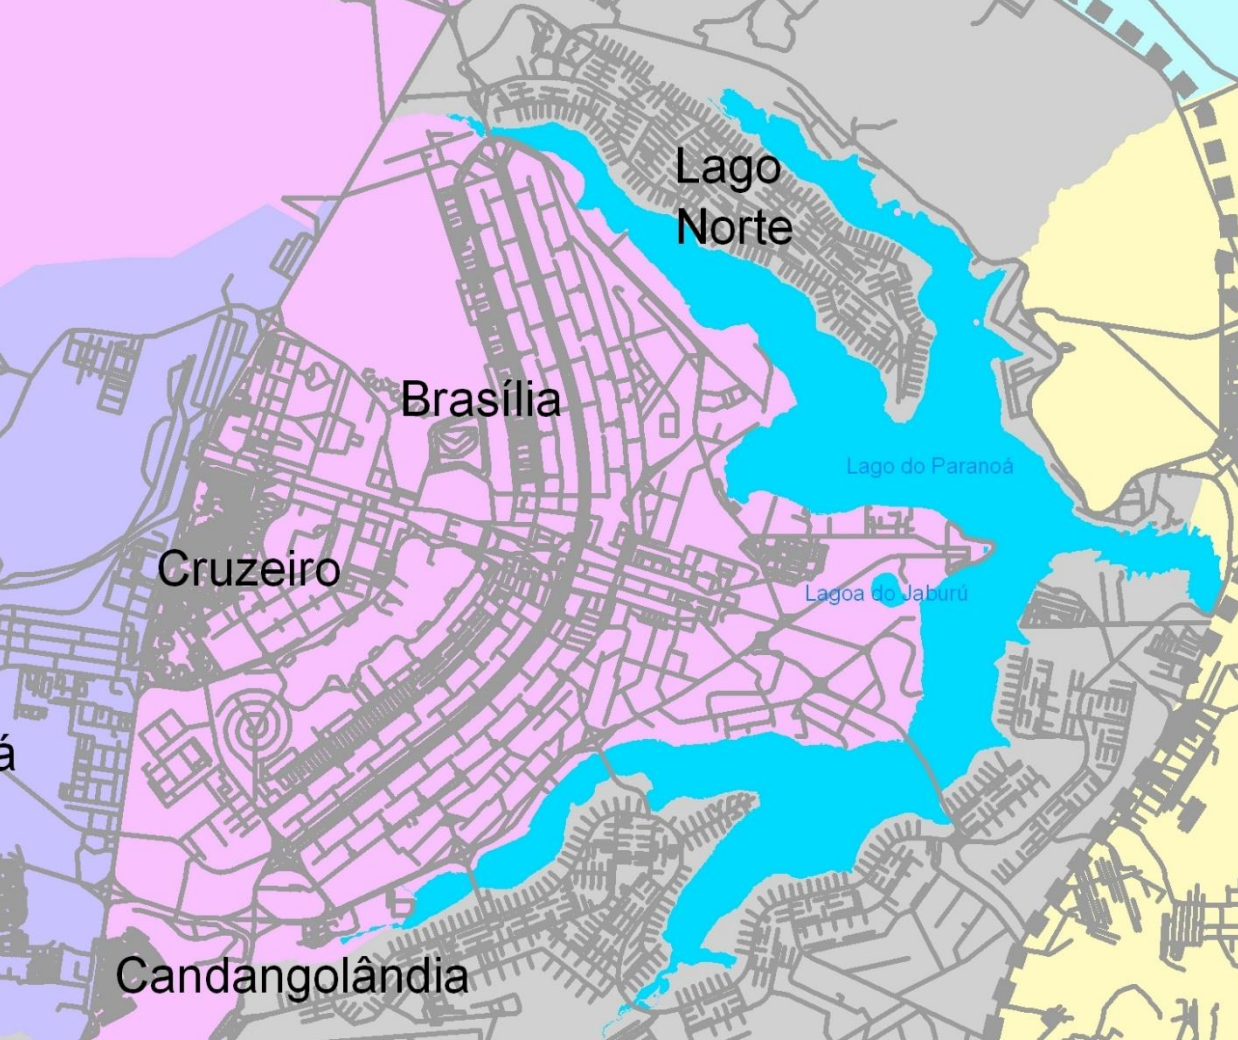 Lago
Norte
Brasília
Lago do Paranoá
Cruzeiro
Lagoa do Jaburú
á
Candangolândia